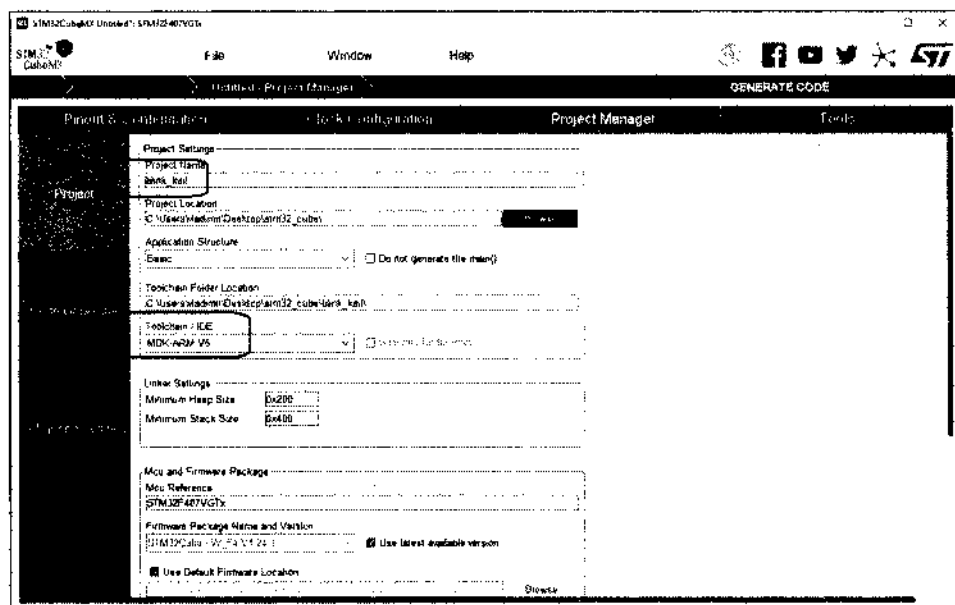 STM32CubeMX Untitled*: STM32F407VGTx
STM32
CubeMX
File Window Help
Untitled - Project Manager
GENERATE CODE
Pinout & Configuration Clock Configuration Project Manager Tools
Project
Project Settings
Project Name
Project Location
Browse
Application Structure
Basic
Do not generate the main()
Toolchain Folder Location
Toolchain / IDE
MDK-ARM V5
Linker Settings
Minimum Heap Size 0x200
Minimum Stack Size 0x400
Mcu and Firmware Package
Mcu Reference
STM32F407VGTx
Firmware Package Name and Version
Use latest available version
Use Default Firmware Location
Browse